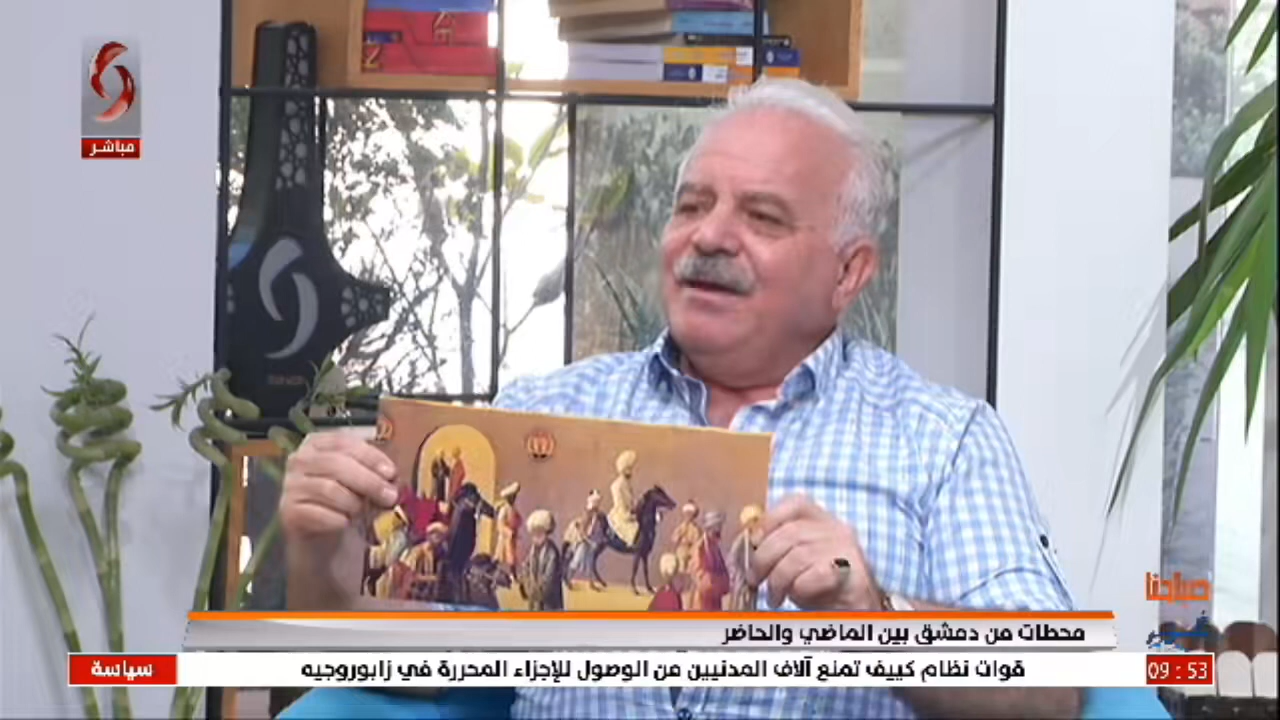 مباشر
صباحنا
محطات من دمشق بين الماضي والحاضر
سياسة
قوات نظام كييف تمنع آلاف المدنيين من الوصول للإجزاء المحررة في زابوروجيه
09:53